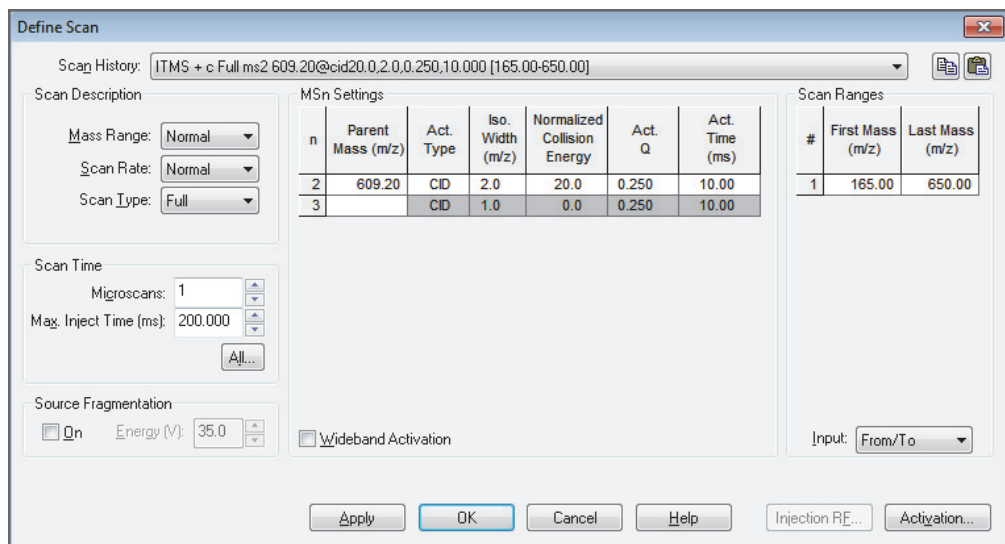 Define Scan
Scan History: ITMS + c Full ms2 609.20@cid20.0,2.0,0.250,10.000 [165.00-650.00]
Scan Description
Mass Range: Normal
Scan Rate: Normal
Scan Type: Full
Scan Time
Microscans: 1
Max. Inject Time (ms): 200.000
All...
Source Fragmentation
On Energy (V): 35.0
MSn Settings
n Parent Mass (m/z) Act. Type Iso. Width (m/z) Normalized Collision Energy Act. Q Act. Time (ms)
2 609.20 CID 2.0 20.0 0.250 10.00
3 CID 1.0 0.0 0.250 10.00
Wideband Activation
Scan Ranges
# First Mass (m/z) Last Mass (m/z)
1 165.00 650.00
Input: From/To
Apply OK Cancel Help Injection RF... Activation...